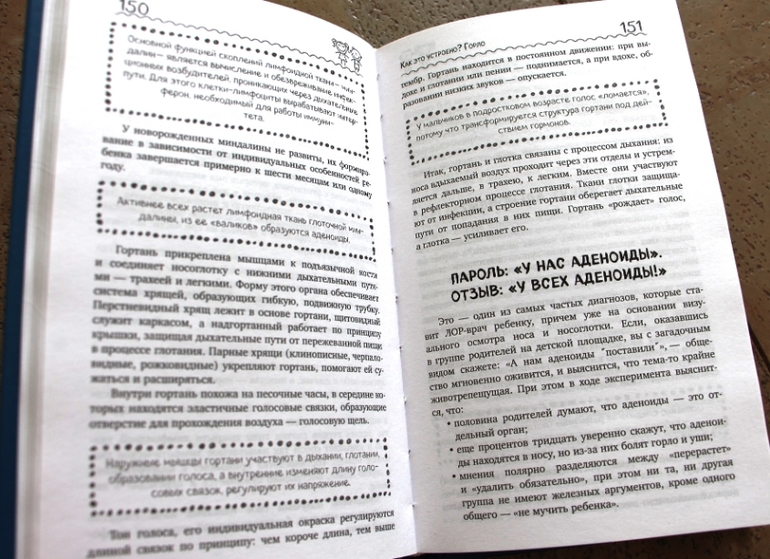 150
Основной функцией скоплений лимфоидной ткани — мин-
далин — является вычисление и обезвреживание инфек-
ционных возбудителей, проникающих через дыхательные
пути. Для этого клетки-лимфоциты вырабатывают интер-
ферон, необходимый для работы иммуни-
тета.
У новорожденных миндалины не развиты, их формиро-
вание в зависимости от индивидуальных особенностей ре-
бенка завершается примерно к шести месяцам или одному
году.
Активнее всех растет лимфоидная ткань глоточной мин-
далины, из ее «валиков» образуются аденоиды.
Гортань прикреплена мышцами к подъязычной кости
и соединяет носоглотку с нижними дыхательными путя-
ми — трахеей и легкими. Форму этого органа обеспечивает
система хрящей, образующих гибкую, подвижную трубку.
Перстневидный хрящ лежит в основе гортани, щитовидный
служит каркасом, а надгортанный работает по принципу
крышки, защищая дыхательные пути от пережеванной пищи
в процессе глотания. Парные хрящи (клиновидные, черпало-
видные, рожковидные) укрепляют гортань, помогают ей су-
жаться и расширяться.
Внутри гортань похожа на песочные часы, в середине ко-
торых находятся эластичные голосовые связки, образующие
отверстие для прохождения воздуха — голосовую щель.
Наружные мышцы гортани участвуют в дыхании, глотании,
образовании голоса, а внутренние изменяют длину голо-
совых связок, регулируют их напряжение.
Тон голоса, его индивидуальная окраска регулируются
длиной связок по принципу: чем короче длина, тем выше
151
Как это устроено? Горло
тембр. Гортань находится в постоянном движении: при вы-
дохе и глотании или пении — поднимается, а при вдохе, об-
разовании низких звуков — опускается.
У мальчиков в подростковом возрасте голос «ломается»,
потому что трансформируется структура гортани под дей-
ствием гормонов.
Итак, гортань и глотка связаны с процессом дыхания: из
носа вдыхаемый воздух проходит через эти отделы и устрем-
ляется дальше, в трахею, к легким. Вместе они участвуют
в рефлекторном процессе глотания. Ткани глотки защища-
ют от инфекции, а строение гортани оберегает дыхательные
пути от попадания в них пищи. Гортань «рождает» голос,
а глотка — усиливает его.
ПАРОЛЬ: «У НАС АДЕНОИДЫ».
ОТЗЫВ: «У ВСЕХ АДЕНОИДЫ!»
Это — один из самых частых диагнозов, которые ста-
вит ЛОР-врач ребенку, причем уже на основании визу-
ального осмотра носа и носоглотки. Если, оказавшись
в группе родителей на детской площадке, вы с загадочным
видом скажете: «А нам аденоиды "поставили"», — обще-
ство мгновенно оживится, и выяснится, что тема-то крайне
животрепещущая. При этом в ходе эксперимента выяснит-
ся, что:
• половина родителей думают, что аденоиды — это от-
дельный орган;
• еще процентов тридцать уверенно скажут, что аденои-
ды находятся в носу, но из-за них болят горло и уши;
• мнения полярно разделяются между «перерастет»
и «удалить обязательно», при этом ни та, ни другая
группа не имеют железных аргументов, кроме одного
общего — «не мучить ребенка».